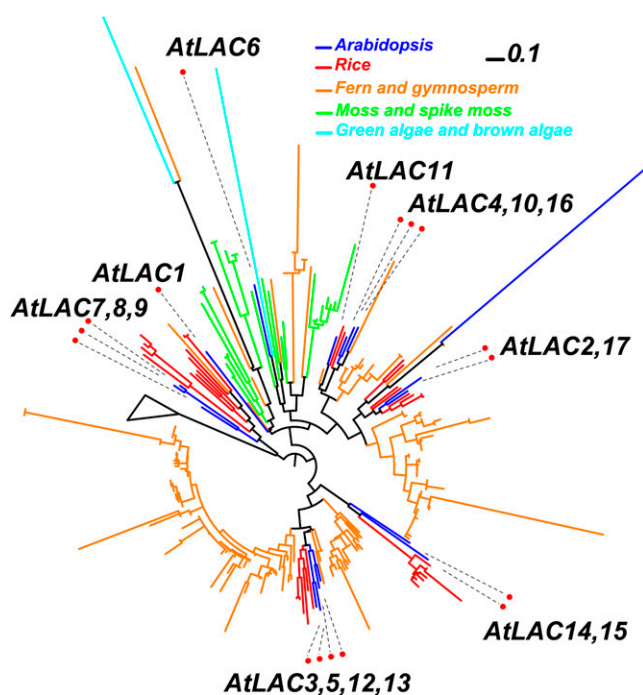 AtLAC6
Arabidopsis
0.1
Rice
Fern and gymnosperm
Moss and spike moss
Green algae and brown algae
AtLAC11
AtLAC4,10,16
AtLAC1
AtLAC7,8,9
AtLAC2,17
AtLAC14,15
AtLAC3,5,12,13